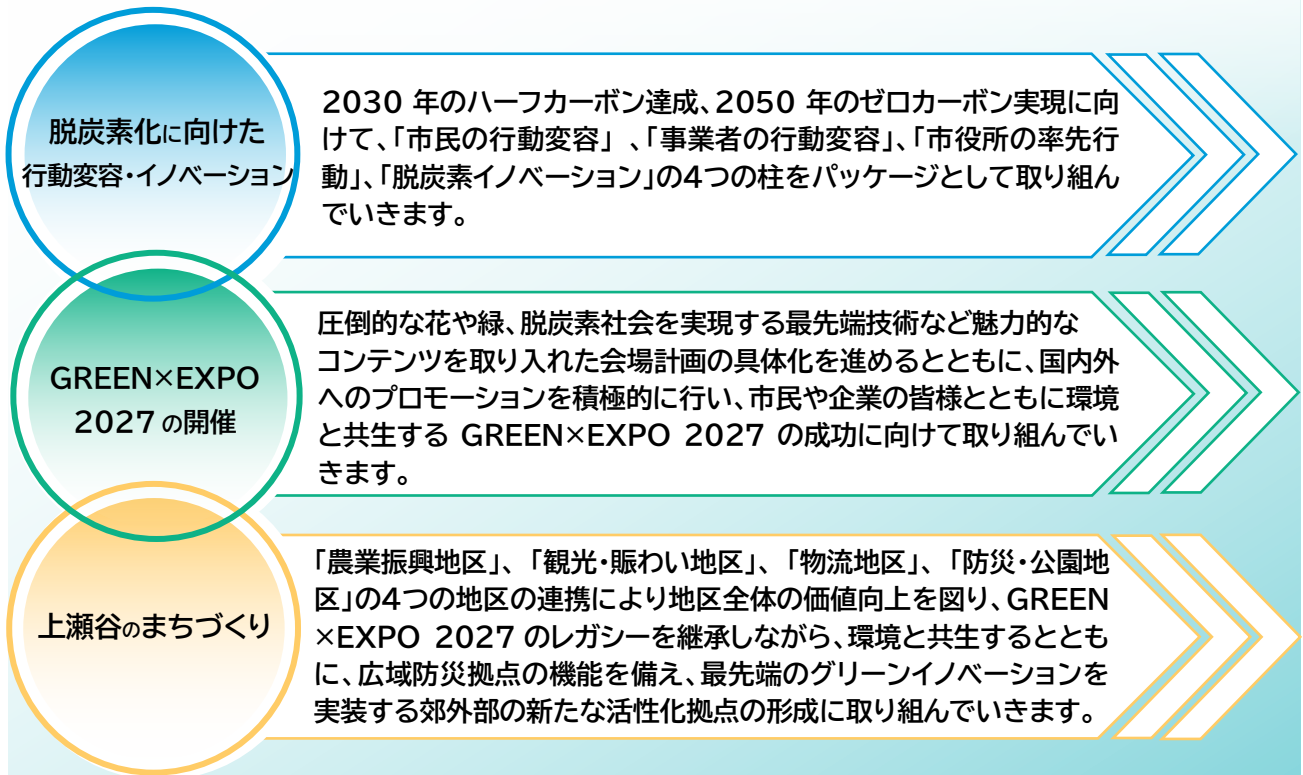 脱炭素化に向けた
行動変容・イノベーション
2030 年のハーフカーボン達成、2050 年のゼロカーボン実現に向
けて、「市民の行動変容」 、「事業者の行動変容」、「市役所の率先行
動」、「脱炭素イノベーション」の4つの柱をパッケージとして取り組ん
でいきます。
GREEN×EXPO
2027 の開催
圧倒的な花や緑、脱炭素社会を実現する最先端技術など魅力的な
コンテンツを取り入れた会場計画の具体化を進めるとともに、国内外
へのプロモーションを積極的に行い、市民や企業の皆様とともに環境
と共生する GREEN×EXPO 2027 の成功に向けて取り組んでい
きます。
上瀬谷のまちづくり
「農業振興地区」、「観光・賑わい地区」、「物流地区」、「防災・公園地
区」の4つの地区の連携により地区全体の価値向上を図り、GREEN
×EXPO 2027 のレガシーを継承しながら、環境と共生するととも
に、広域防災拠点の機能を備え、最先端のグリーンイノベーションを
実装する郊外部の新たな活性化拠点の形成に取り組んでいきます。